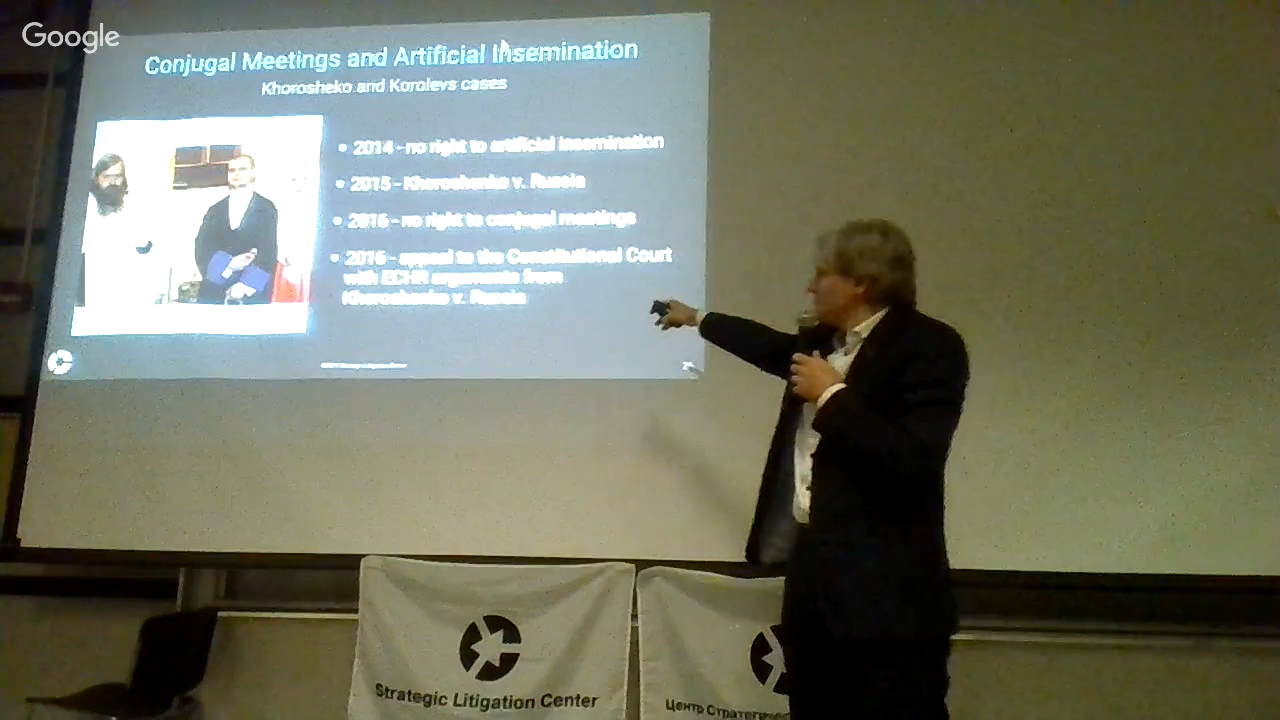 Google
Conjugal Meetings and Artificial Insemination
Khorosheko and Korolevs cases
• 2014 - no right to artificial insemination
• 2015 - Khoroshenko v. Russia
• 2016 - no right to conjugal meetings
• 2016 - appeal to the Constitutional Court
with ECHR arguments from
Khoroshenko v. Russia
Strategic Litigation Center
Центр